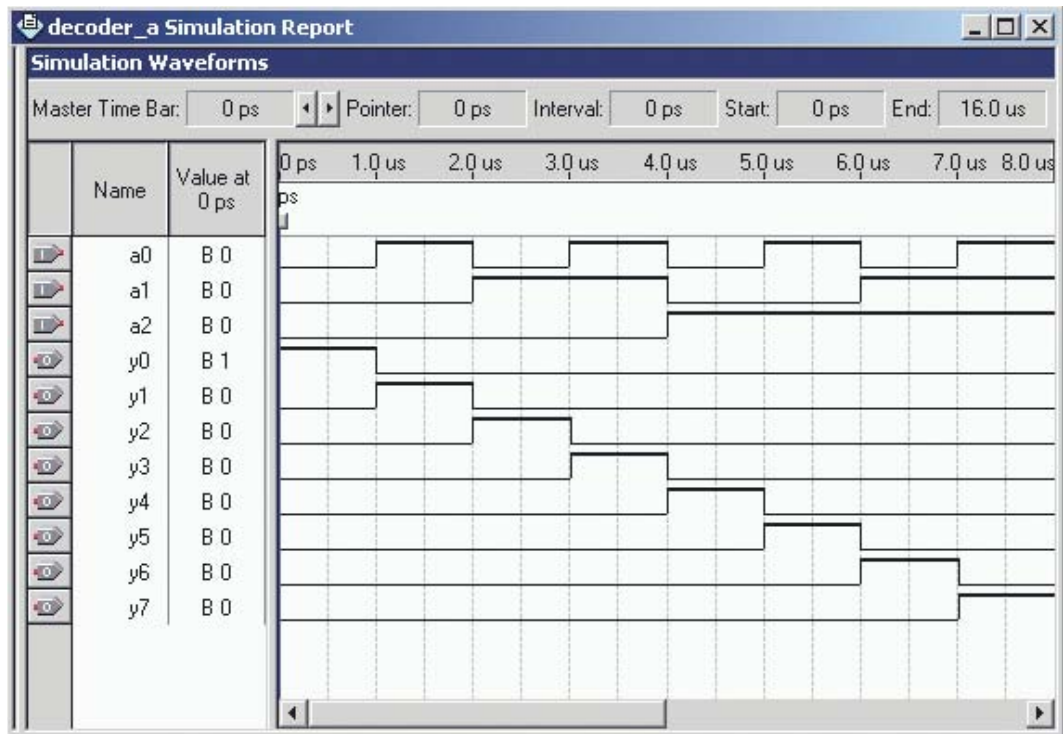 decoder_a Simulation Report
Simulation Waveforms
Master Time Bar: 0 ps Pointer: 0 ps Interval: 0 ps Start: 0 ps End: 16.0 us
Name Value at 0 ps 0 ps 1.0 us 2.0 us 3.0 us 4.0 us 5.0 us 6.0 us 7.0 us 8.0 us
ps
a0 B 0
a1 B 0
a2 B 0
y0 B 1
y1 B 0
y2 B 0
y3 B 0
y4 B 0
y5 B 0
y6 B 0
y7 B 0